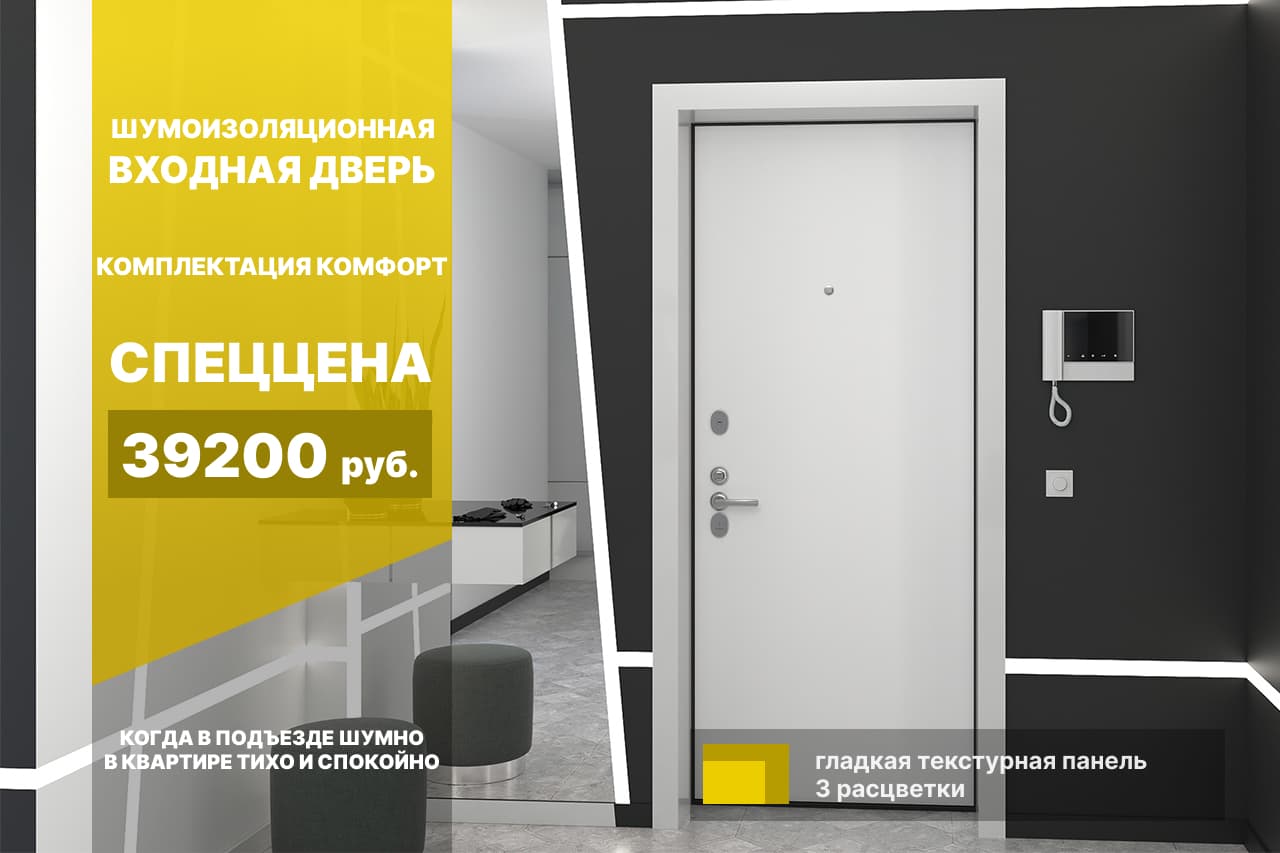 ШУМОИЗОЛЯЦИОННАЯ
ВХОДНАЯ ДВЕРЬ
КОМПЛЕКТАЦИЯ КОМФОРТ
СПЕЦЦЕНА
39200 руб.
КОГДА В ПОДЪЕЗДЕ ШУМНО
В КВАРТИРЕ ТИХО И СПОКОЙНО
гладкая текстурная панель
3 расцветки